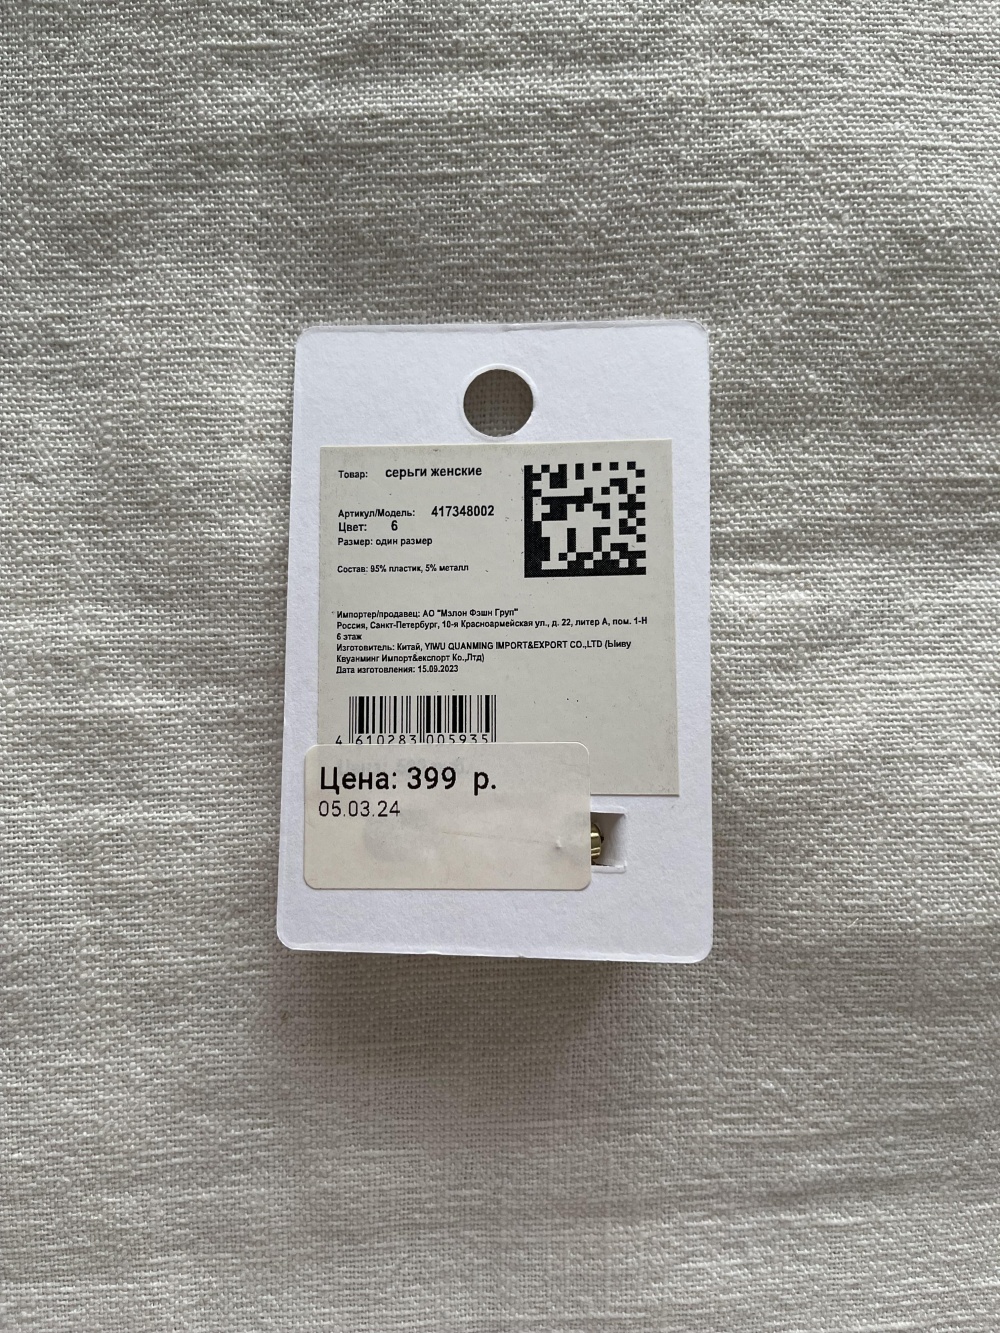 Товар: серьги женские
Артикул/Модель: 417348002
Цвет: 6
Размер: один размер
Состав: 95% пластик, 5% металл
Импортер/продавец: АО "Мэлон Фэшн Груп"
Россия, Санкт-Петербург, 10-я Красноармейская ул., д. 22, литер А, пом. 1-Н
6 этаж
Изготовитель: Китай, YIWU QUANMING IMPORT&EXPORT CO.,LTD (Ыиву
Квуанминг Импорт&експорт Ко.,Лтд)
Дата изготовления: 15.09.2023
4 610283 005935
Цена: 399 р.
05.03.24